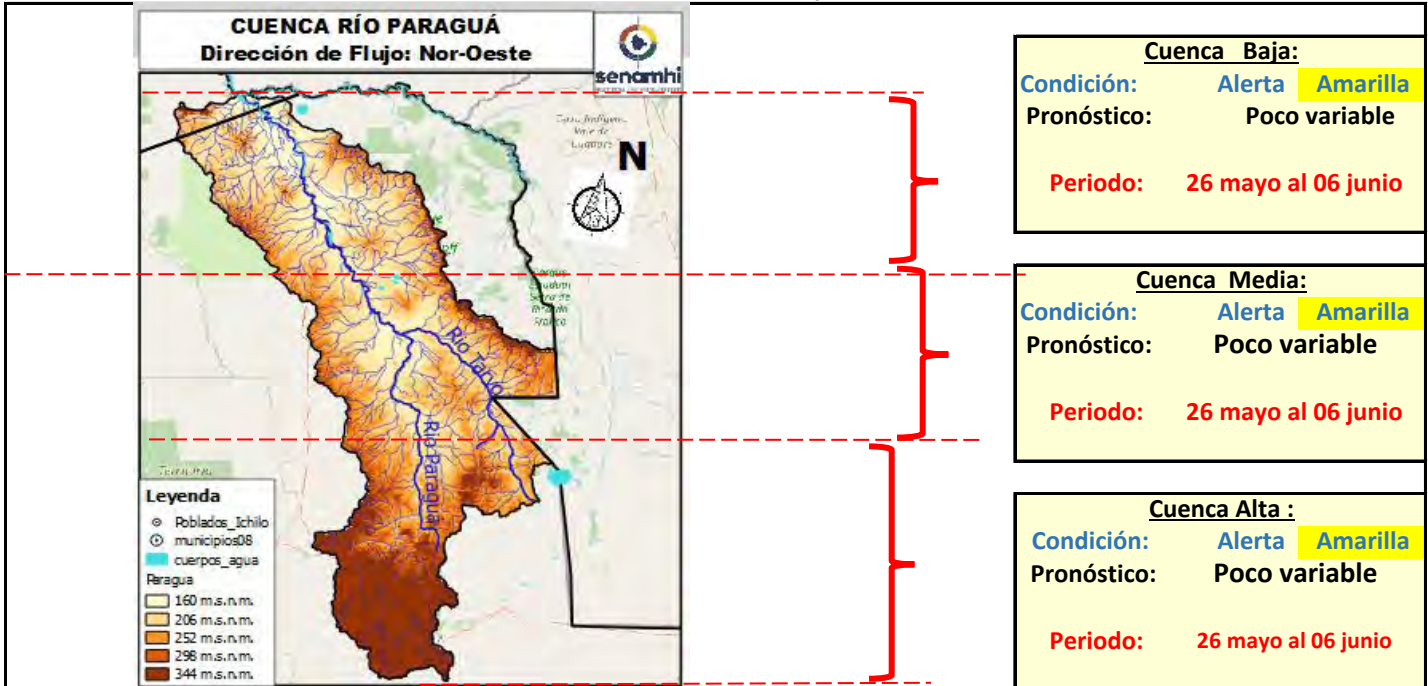 CUENCA RÍO PARAGUÁ
Dirección de Flujo: Nor-Oeste
senamhi
N
Río Tarvo
Río Paragua
Leyenda
Poblados_Ichilo
municipios08
cuerpos_agua
Paragua
160 m.s.n.m.
206 m.s.n.m.
252 m.s.n.m.
298 m.s.n.m.
344 m.s.n.m.
Cuenca Baja:
Condición: Alerta Amarilla
Pronóstico: Poco variable
Periodo: 26 mayo al 06 junio
Cuenca Media:
Condición: Alerta Amarilla
Pronóstico: Poco variable
Periodo: 26 mayo al 06 junio
Cuenca Alta :
Condición: Alerta Amarilla
Pronóstico: Poco variable
Periodo: 26 mayo al 06 junio